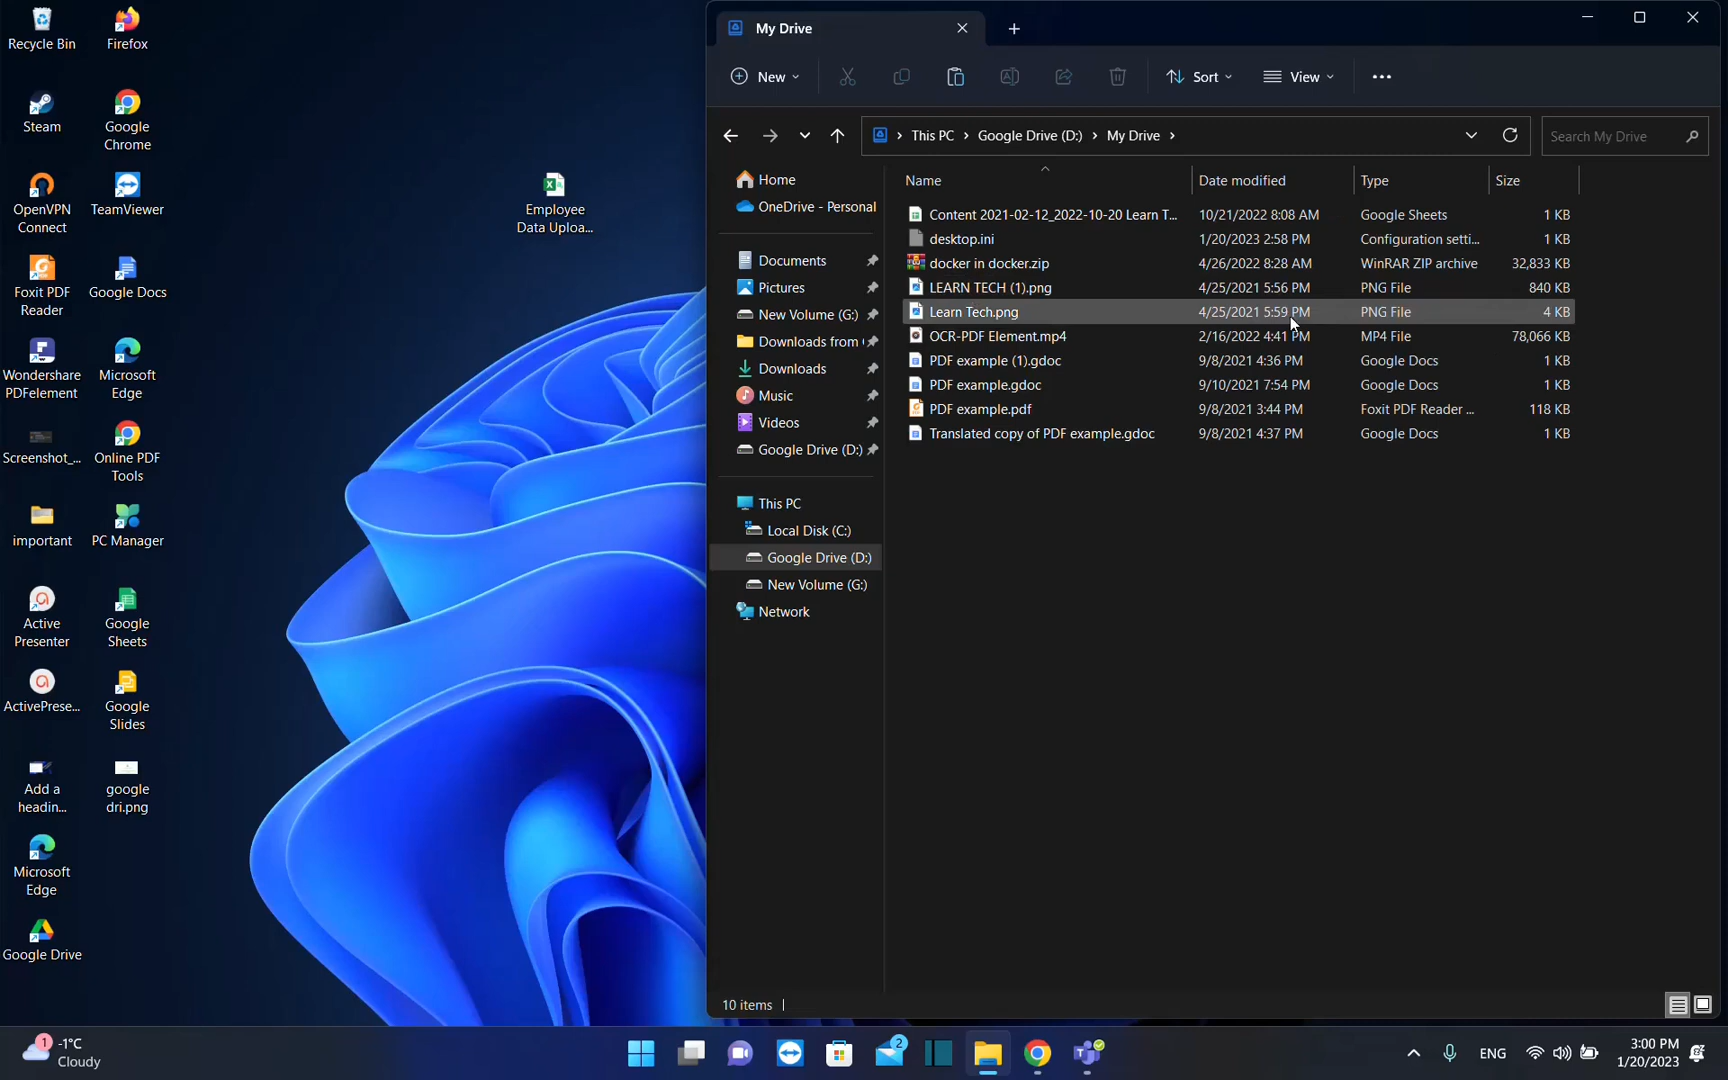 Recycle Bin
Firefox
Steam
Google
Chrome
OpenVPN
Connect
TeamViewer
Foxit PDF
Reader
Google Docs
Wondershare
PDFelement
Microsoft
Edge
Screenshot_...
Online PDF
Tools
important
PC Manager
Active
Presenter
Google
Sheets
ActivePrese...
Google
Slides
Add a
headin...
google
dri.png
Microsoft
Edge
Google Drive
Employee
Data Uploa...
My Drive
New
Sort
View
This PC > Google Drive (D:) > My Drive >
Search My Drive
Home
OneDrive - Personal
Documents
Pictures
New Volume (G:)
Downloads from
Downloads
Music
Videos
Google Drive (D:)
This PC
Local Disk (C:)
Google Drive (D:)
New Volume (G:)
Network
Name Date modified Type Size
Content 2021-02-12_2022-10-20 Learn T... 10/21/2022 8:08 AM Google Sheets 1 KB
desktop.ini 1/20/2023 2:58 PM Configuration setti... 1 KB
docker in docker.zip 4/26/2022 8:28 AM WinRAR ZIP archive 32,833 KB
LEARN TECH (1).png 4/25/2021 5:56 PM PNG File 840 KB
Learn Tech.png 4/25/2021 5:59 PM PNG File 4 KB
OCR-PDF Element.mp4 2/16/2022 4:41 PM MP4 File 78,066 KB
PDF example (1).gdoc 9/8/2021 4:36 PM Google Docs 1 KB
PDF example.gdoc 9/10/2021 7:54 PM Google Docs 1 KB
PDF example.pdf 9/8/2021 3:44 PM Foxit PDF Reader ... 118 KB
Translated copy of PDF example.gdoc 9/8/2021 4:37 PM Google Docs 1 KB
10 items
1
-1°C
Cloudy
2
ENG
3:00 PM
1/20/2023